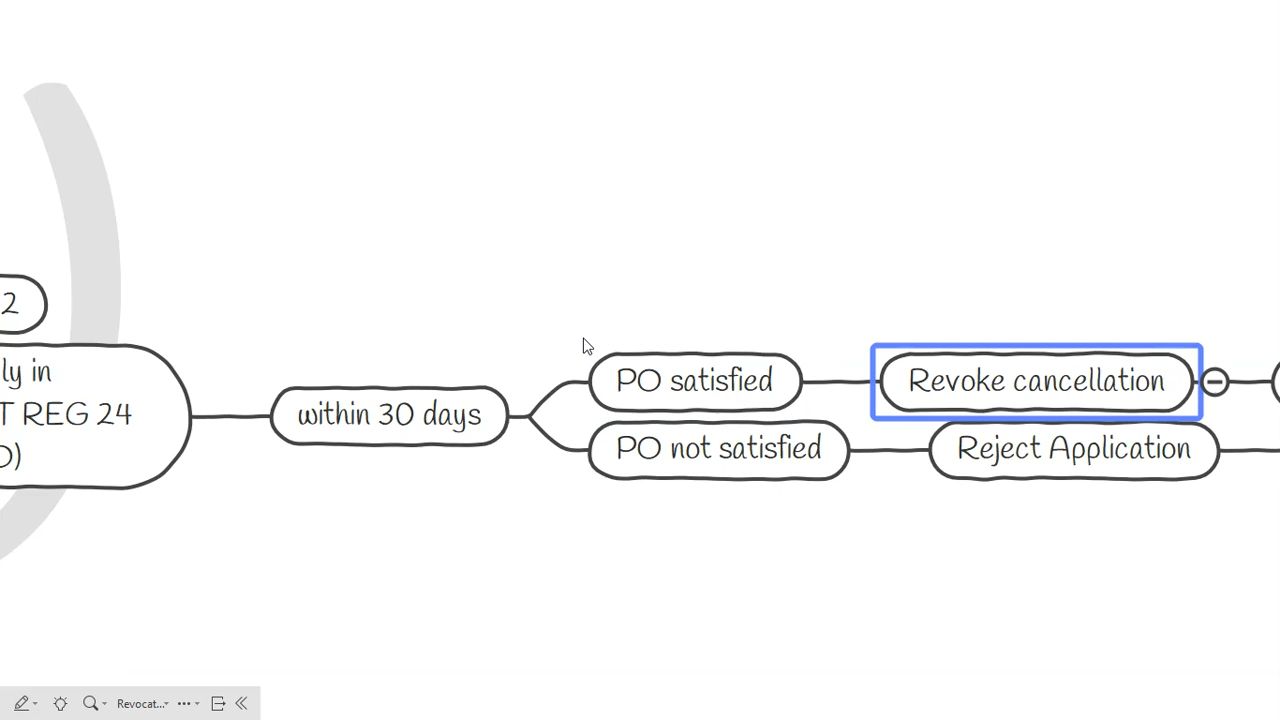 2
ly in
T REG 24
O)
within 30 days
PO satisfied
Revoke cancellation
PO not satisfied
Reject Application
Revocat...